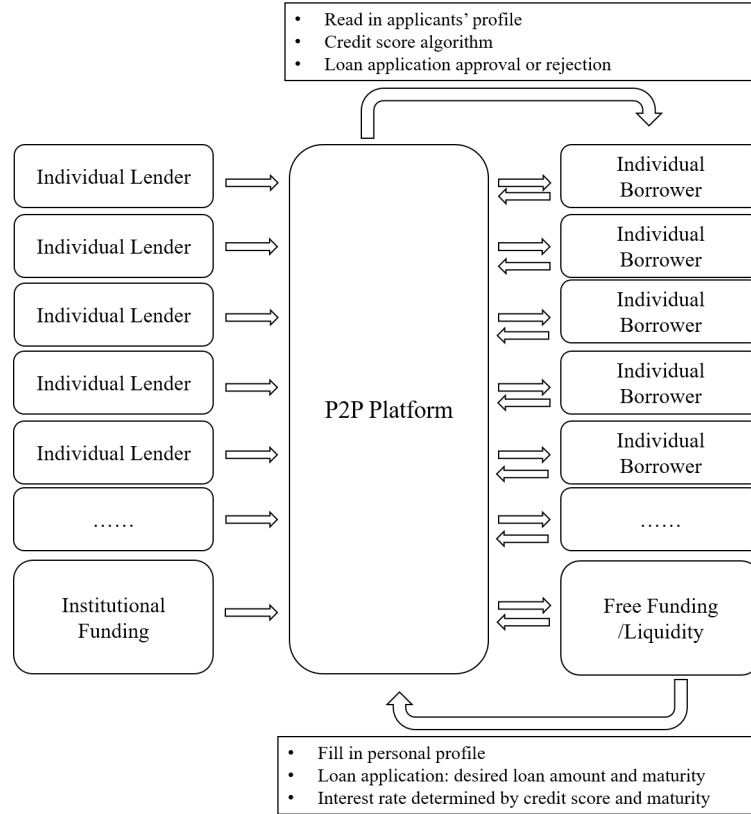 • Read in applicants’ profile
• Credit score algorithm
• Loan application approval or rejection
Individual Lender
Individual Lender
Individual Lender
Individual Lender
Individual Lender
……
Institutional
Funding
P2P Platform
Individual
Borrower
Individual
Borrower
Individual
Borrower
Individual
Borrower
Individual
Borrower
……
Free Funding
/Liquidity
• Fill in personal profile
• Loan application: desired loan amount and maturity
• Interest rate determined by credit score and maturity